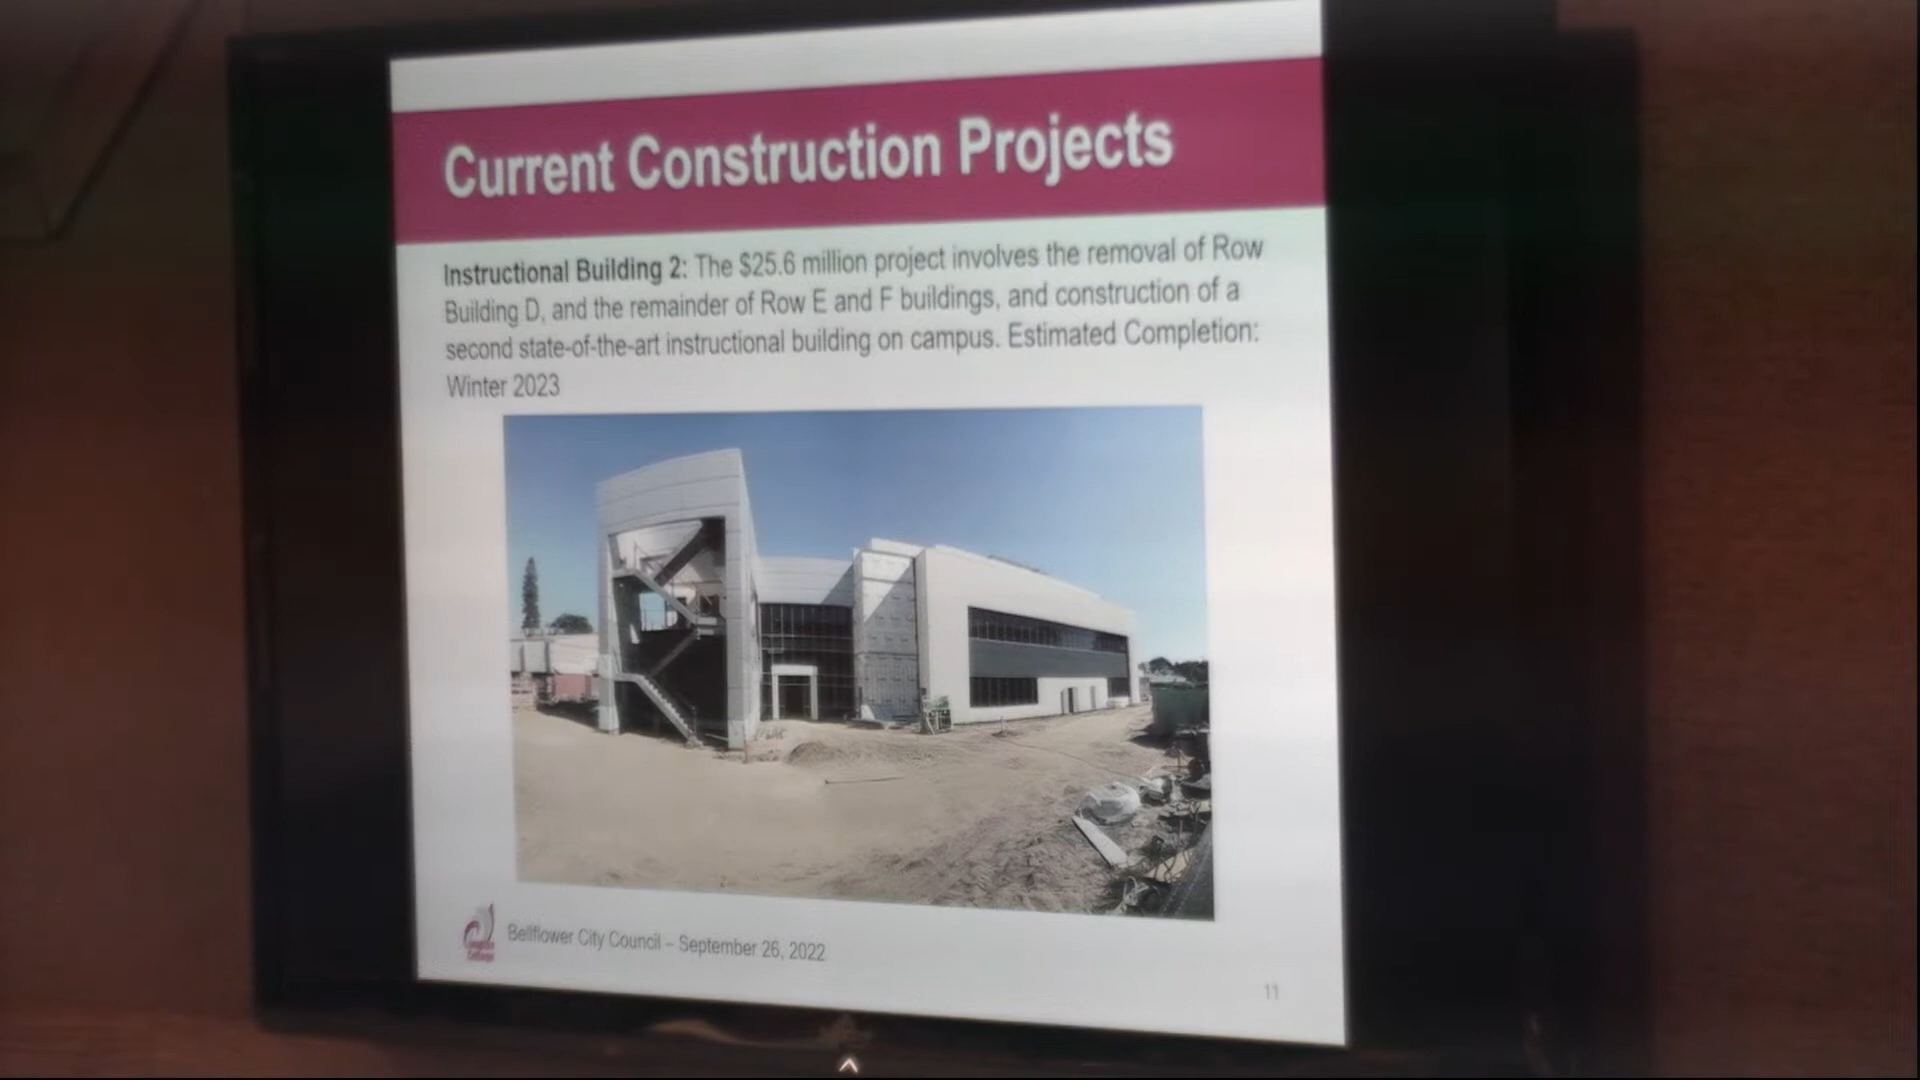 Current Construction Projects
Instructional Building 2: The $25.6 million project involves the removal of Row
Building D, and the remainder of Row E and F buildings, and construction of a
second state-of-the-art instructional building on campus. Estimated Completion:
Winter 2023
Bellflower City Council – September 26, 2022
11